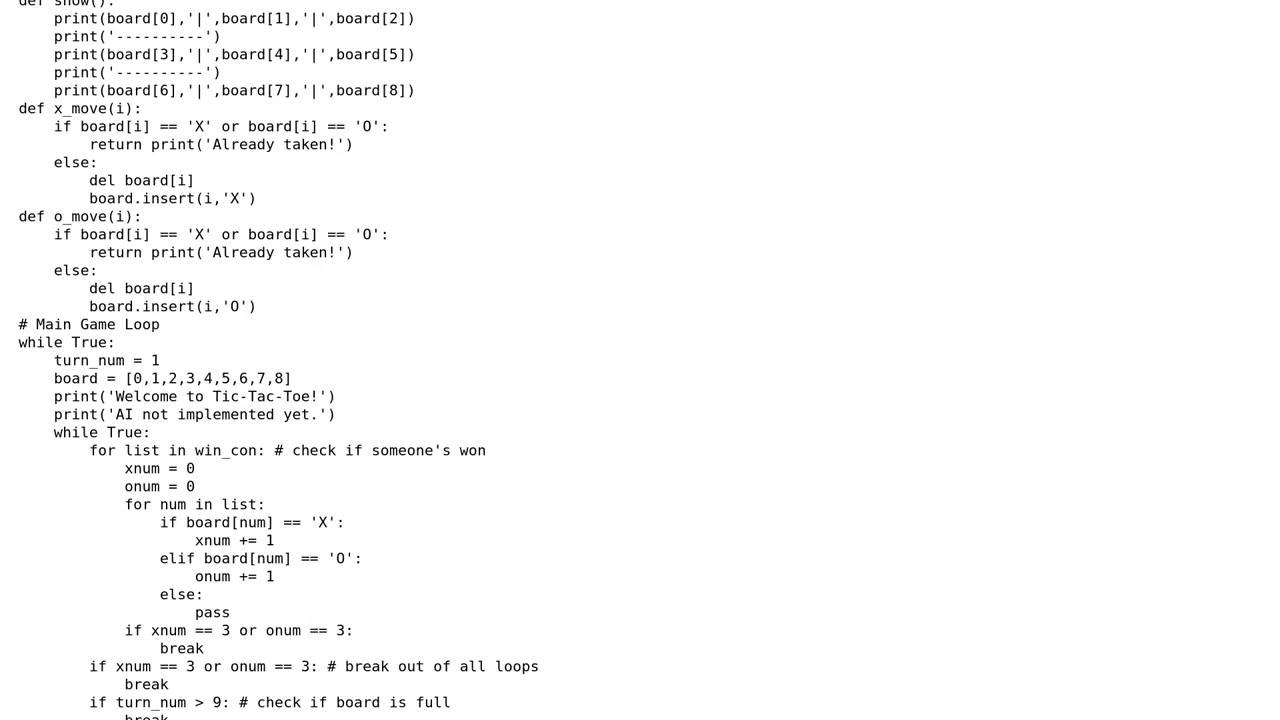 def show():
    print(board[0],'|',board[1],'|',board[2])
    print('----------')
    print(board[3],'|',board[4],'|',board[5])
    print('----------')
    print(board[6],'|',board[7],'|',board[8])
def x_move(i):
    if board[i] == 'X' or board[i] == 'O':
        return print('Already taken!')
    else:
        del board[i]
        board.insert(i,'X')
def o_move(i):
    if board[i] == 'X' or board[i] == 'O':
        return print('Already taken!')
    else:
        del board[i]
        board.insert(i,'O')
# Main Game Loop
while True:
    turn_num = 1
    board = [0,1,2,3,4,5,6,7,8]
    print('Welcome to Tic-Tac-Toe!')
    print('AI not implemented yet.')
    while True:
        for list in win_con: # check if someone's won
            xnum = 0
            onum = 0
            for num in list:
                if board[num] == 'X':
                    xnum += 1
                elif board[num] == 'O':
                    onum += 1
                else:
                    pass
            if xnum == 3 or onum == 3:
                break
        if xnum == 3 or onum == 3: # break out of all loops
            break
        if turn_num > 9: # check if board is full
            break